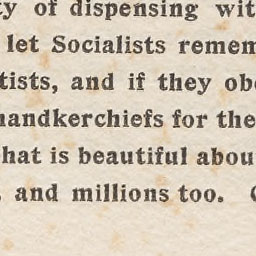 ty of dispensing wit
let Socialists remem
tists, and if they obe
handkerchiefs for the
hat is beautiful abou
, and millions too.